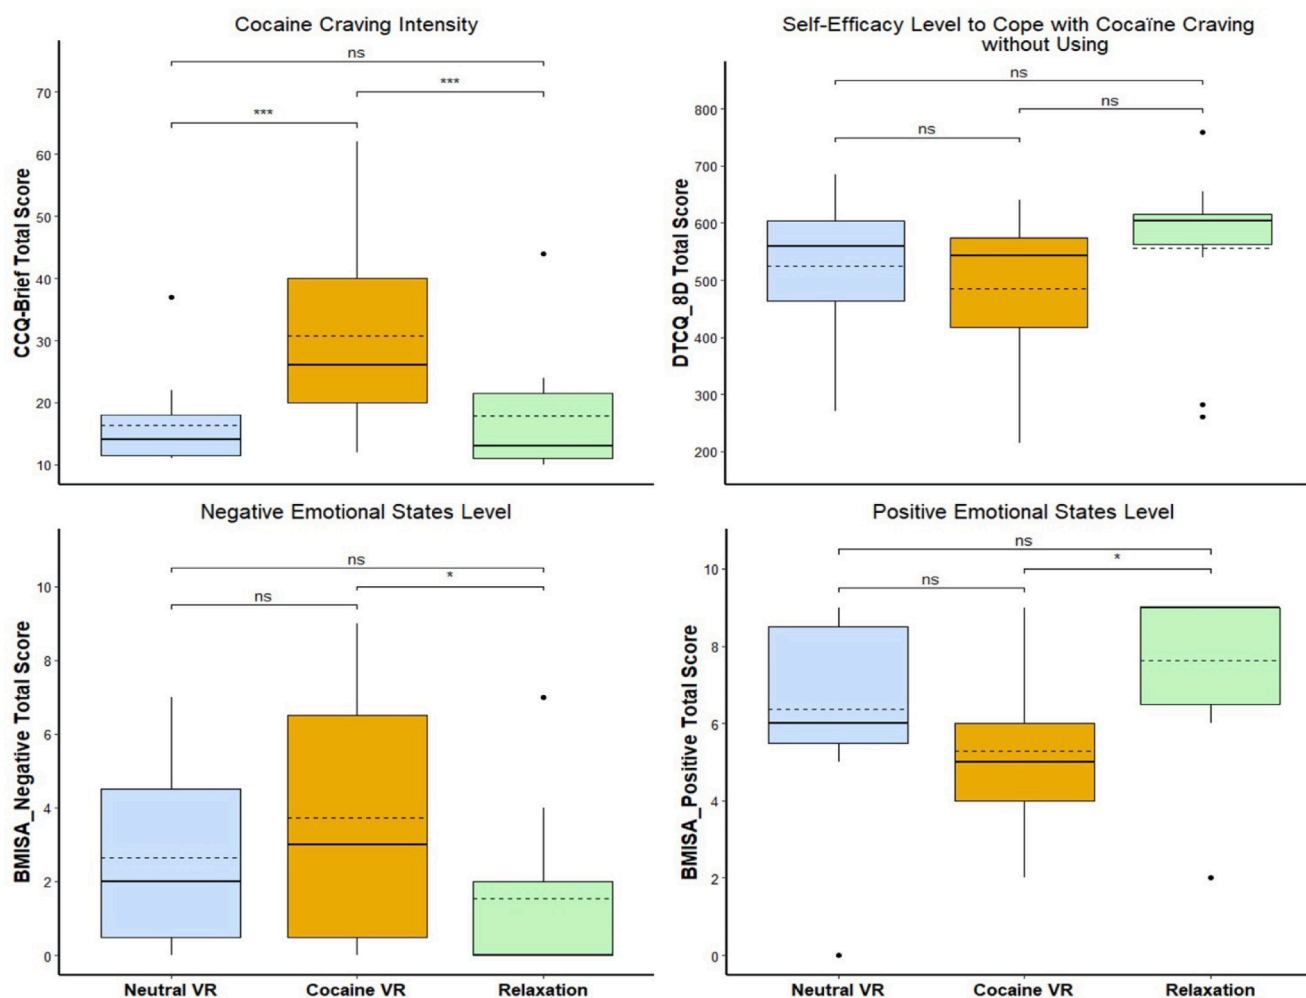 Cocaine Craving Intensity
ns
***
***
70
60
50
40
30
20
10
CCQ-Brief Total Score
Self-Efficacy Level to Cope with Cocaïne Craving
without Using
ns
ns
ns
800
700
600
500
400
300
200
DTCQ_8D Total Score
Negative Emotional States Level
ns
*
ns
10
8
6
4
2
0
BMISA_Negative Total Score
Neutral VR Cocaine VR Relaxation
Positive Emotional States Level
ns
*
ns
10
8
6
4
2
0
BMISA_Positive Total Score
Neutral VR Cocaine VR Relaxation